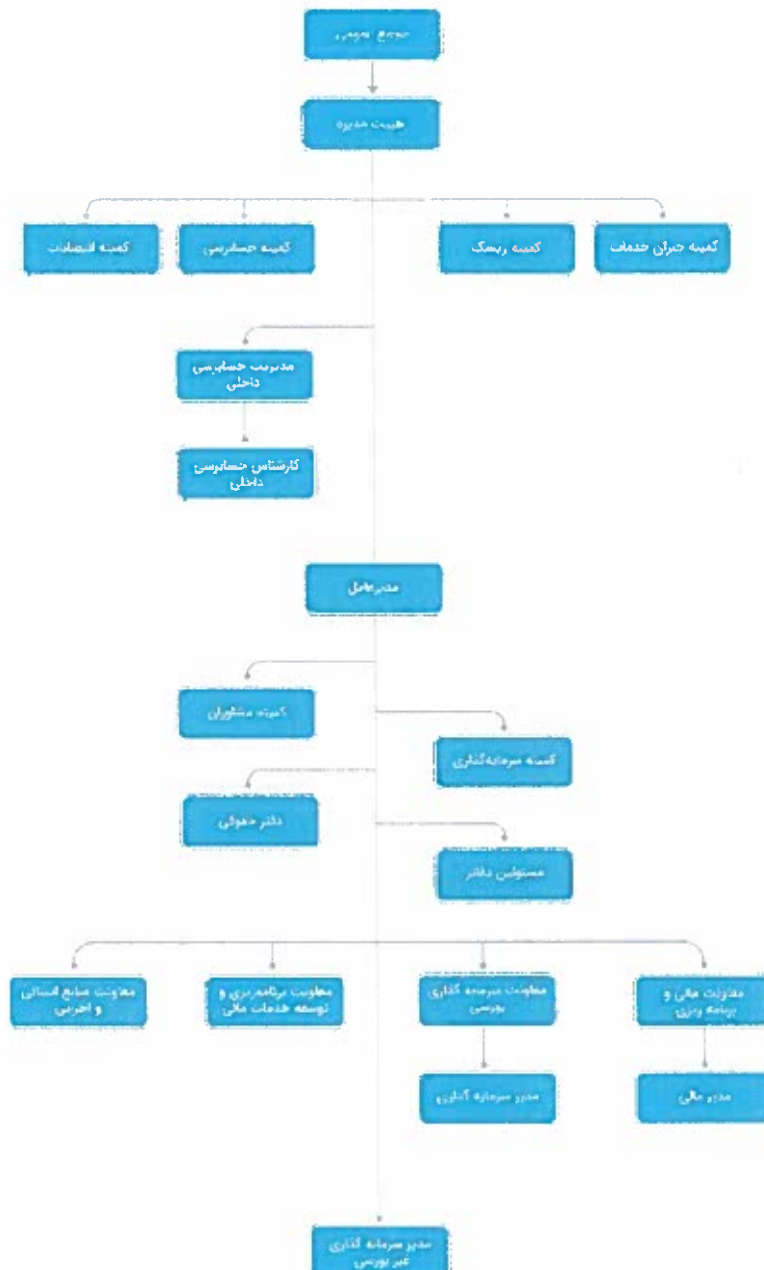 مجمع عمومی
هیئت مدیره
کمیته جبران خدمات
کمیته ریسک
کمیته حسابرسی
کمیته انتصابات
مدیریت حسابرسی
داخلی
کارشناس حسابرسی
داخلی
مدیرعامل
کمیته مشاوران
کمیته سرمایه‌گذاری
دفتر حقوقی
مسئولین دفتر
معاونت مالی و
برنامه ریزی
معاونت سرمایه گذاری
بورسی
معاونت برنامه‌ریزی و
توسعه خدمات مالی
معاونت منابع انسانی
و اجرایی
مدیر مالی
مدیر سرمایه گذاری
مدیر سرمایه گذاری
غیر بورسی